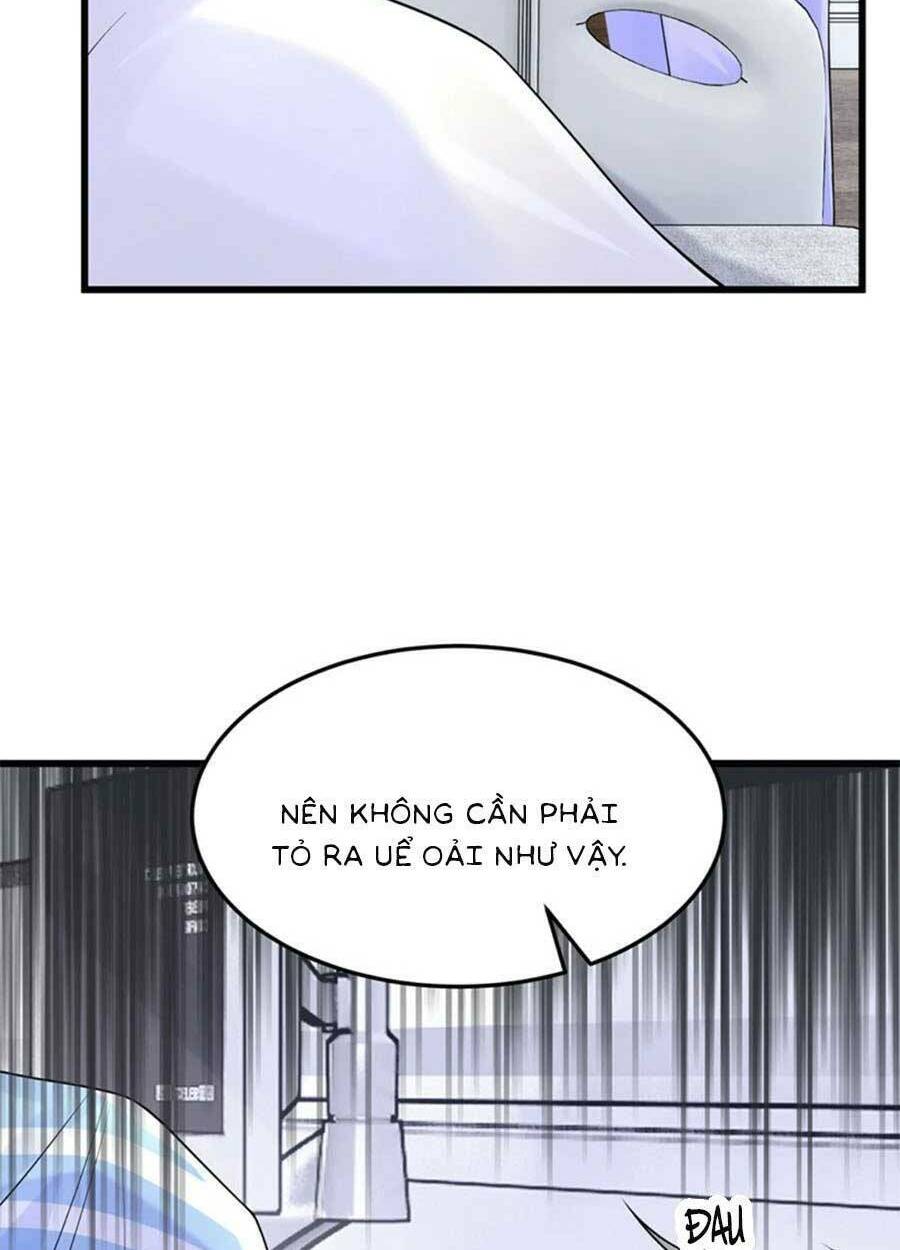 NÊN KHÔNG CẦN PHẢI
TỎ RA UỂ OẢI NHƯ VẬY.
ĐAU